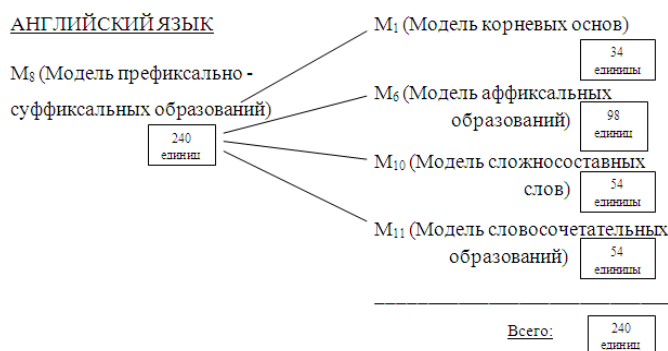 АНГЛИЙСКИЙ ЯЗЫК
М8 (Модель префиксально -
суффиксальных образований)
240
единиц
М1 (Модель корневых основ)
34
единицы
М6 (Модель аффиксальных
образований)
98
единиц
М10 (Модель сложносоставных
слов)
54
единицы
М11 (Модель словосочетательных
образований)
54
единицы
Всего:
240
единиц